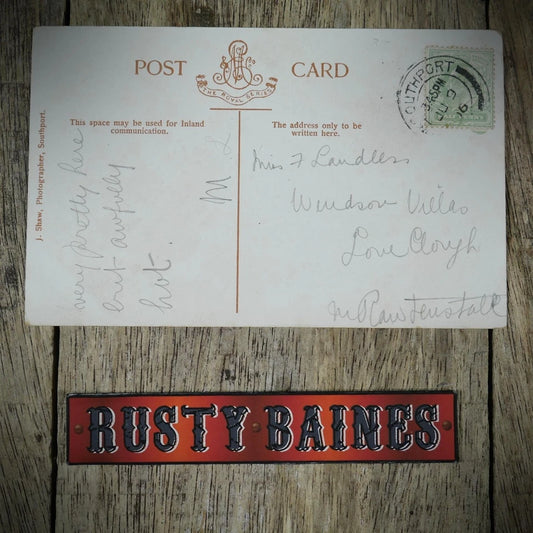 POST CARD
THE ROYAL SERIES
This space may be used for Inland
communication.
The address only to be
written here.
J. Shaw, Photographer, Southport.
very pretty here
but awfully
hot.
M L
SOUTHPORT
Miss F Landless
Windsor Villas
Love Clough
nr Rawtenstall
RUSTY BAINES